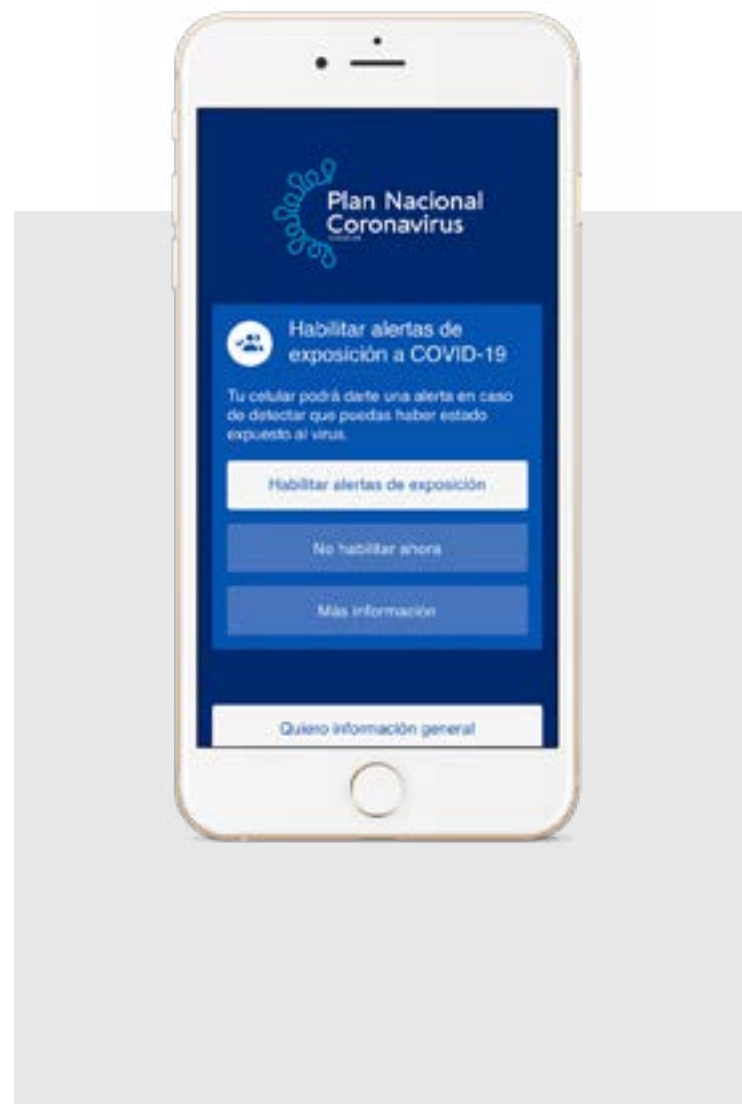 Plan Nacional
Coronavirus
Habilitar alertas de
exposición a COVID-19
Tu celular podrá darte una alerta en caso
de detectar que puedas haber estado
expuesto al virus.
Habilitar alertas de exposición
No habilitar ahora
Más información
Quiero información general